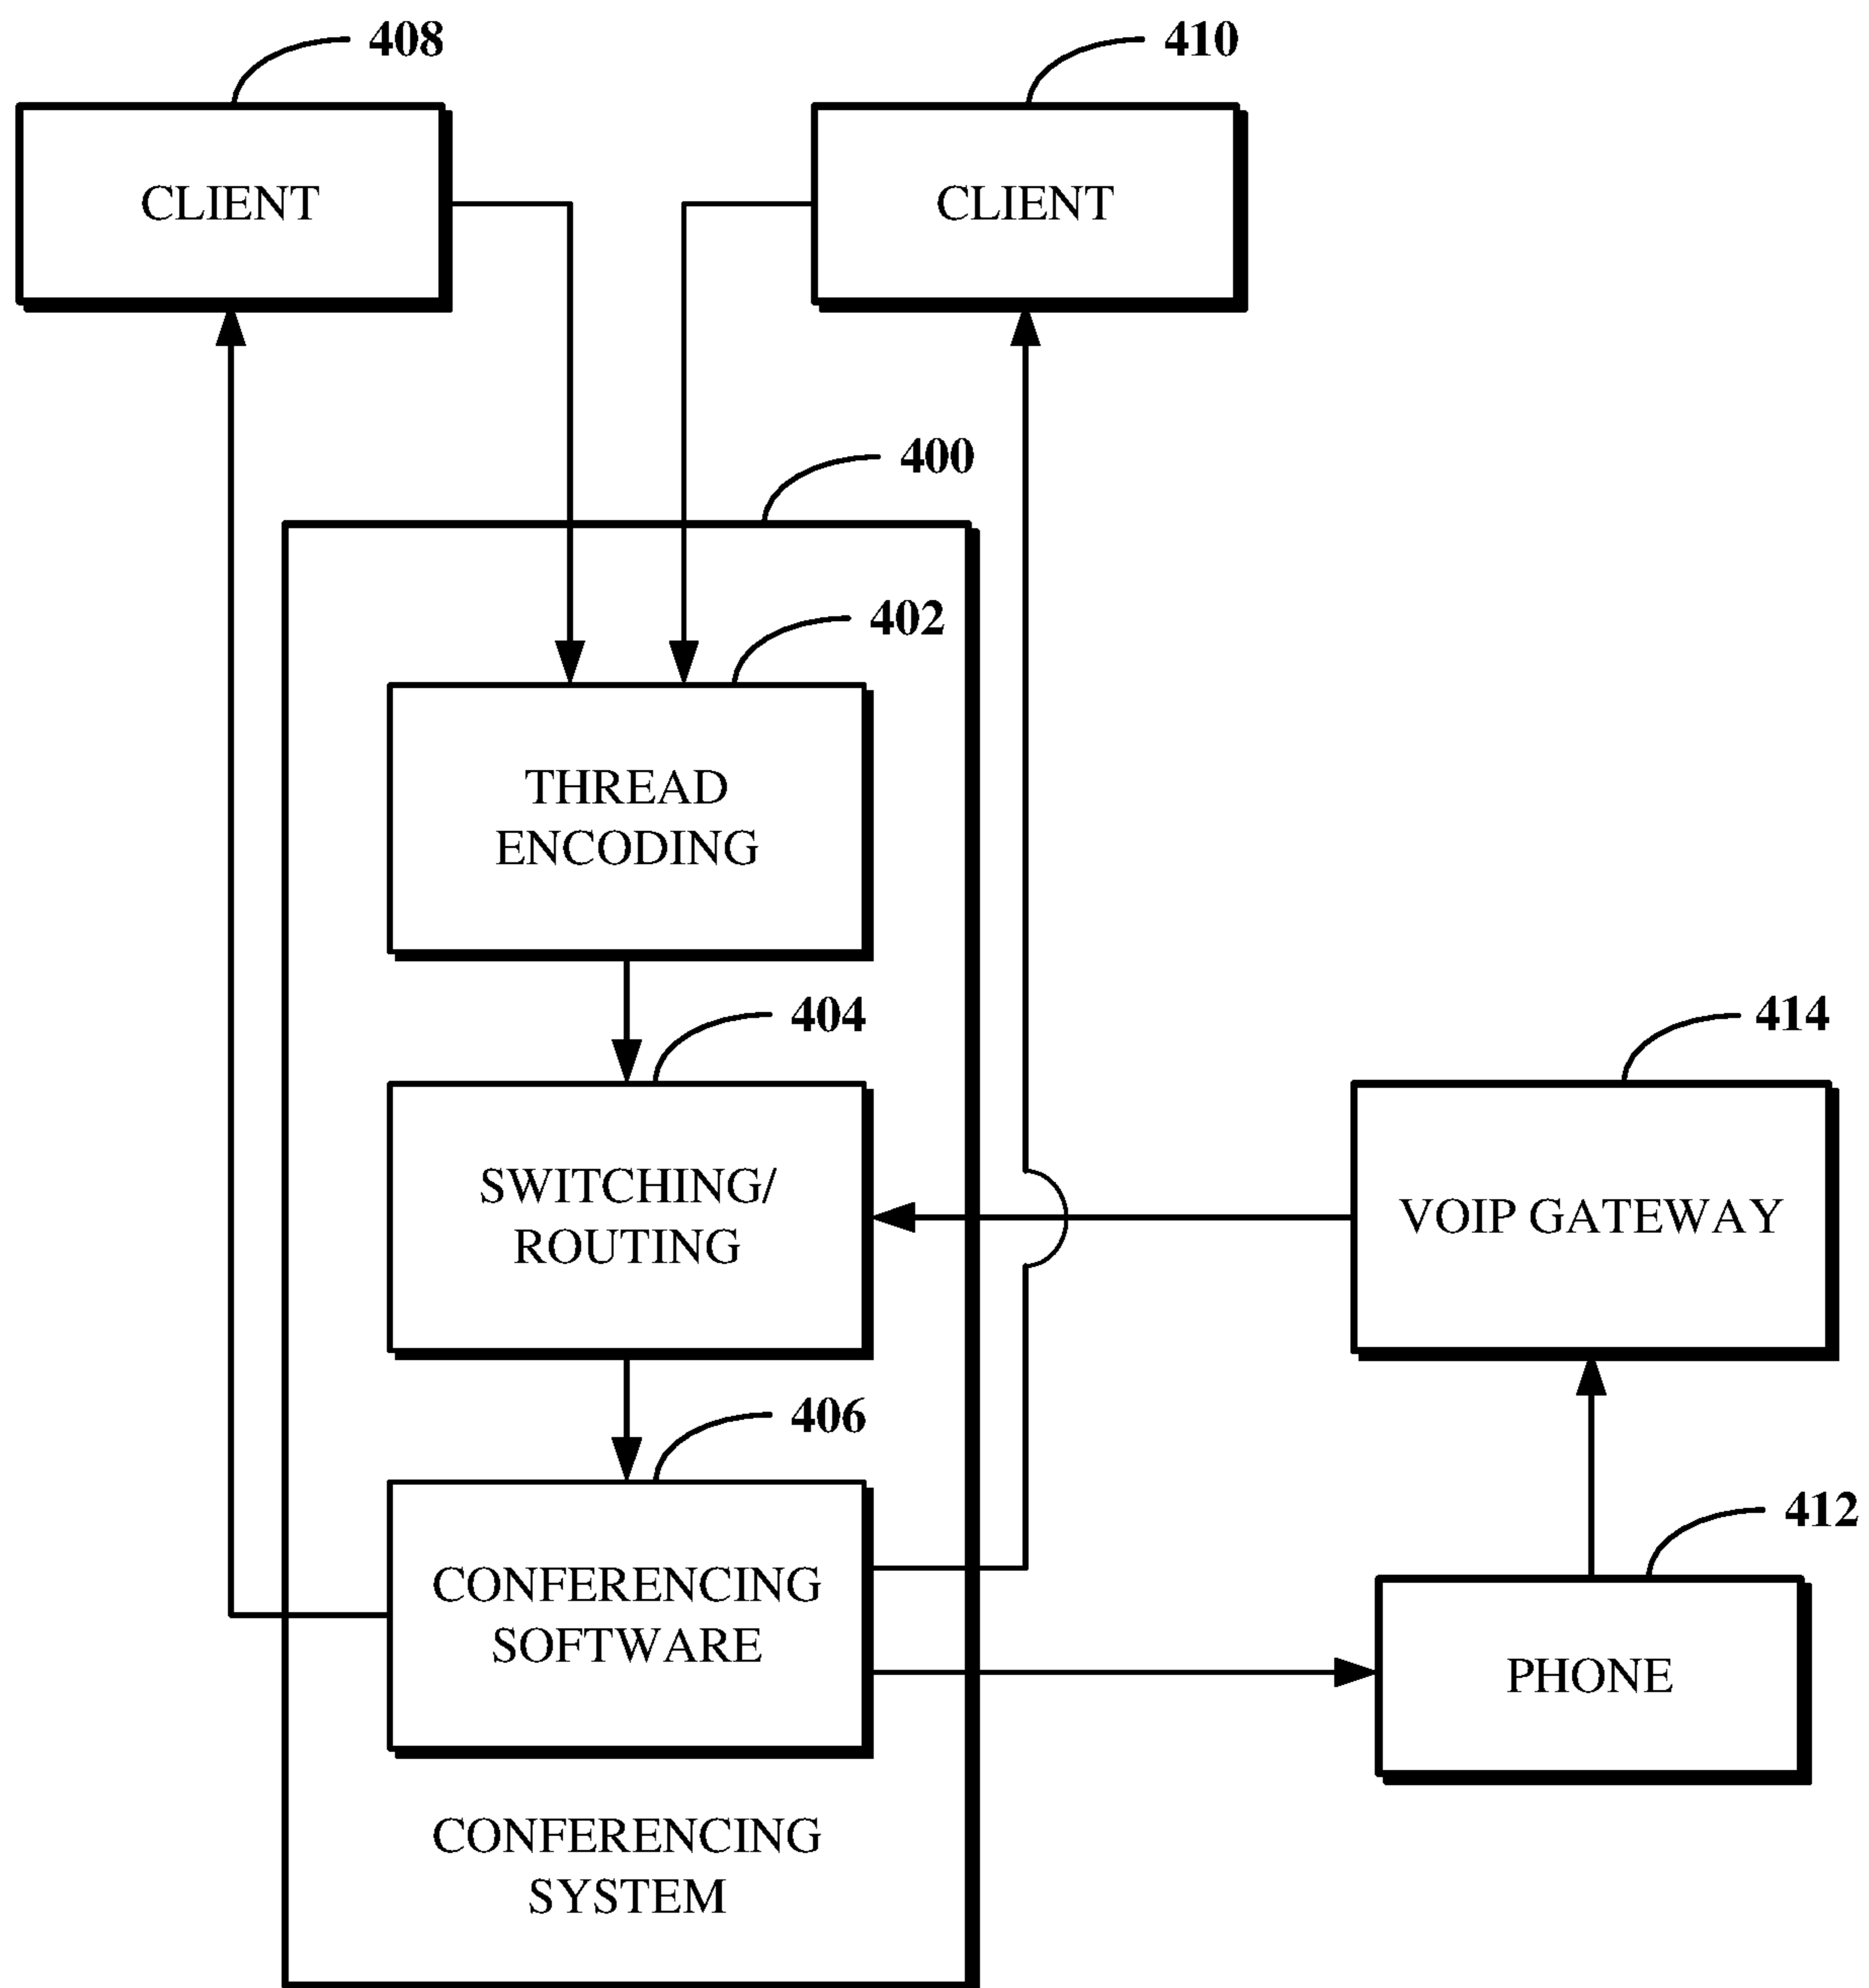 408
410
CLIENT
CLIENT
400
402
THREAD
ENCODING
404
414
SWITCHING/
ROUTING
VOIP GATEWAY
406
412
CONFERENCING
SOFTWARE
PHONE
CONFERENCING
SYSTEM